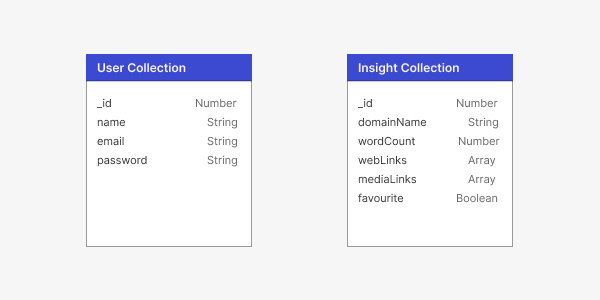 User Collection
_id Number
name String
email String
password String
Insight Collection
_id Number
domainName String
wordCount Number
webLinks Array
mediaLinks Array
favourite Boolean